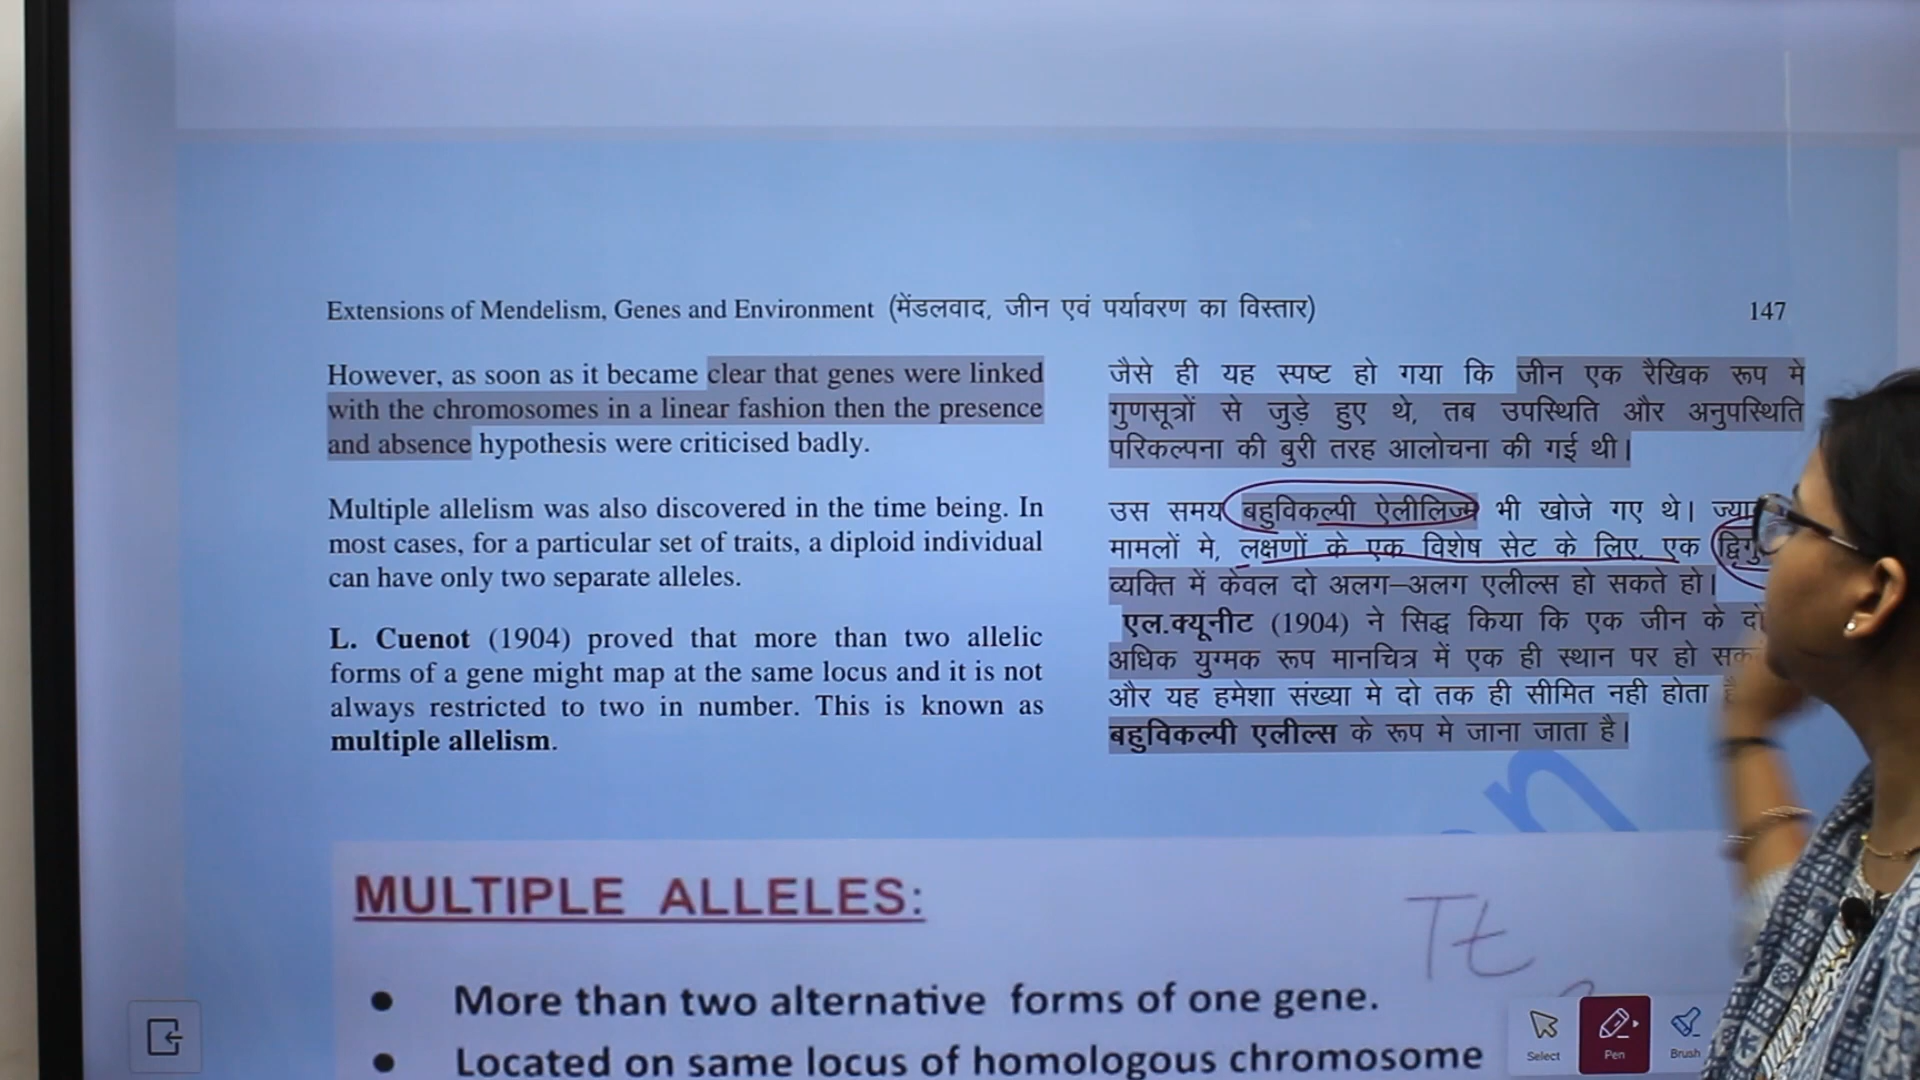 Extensions of Mendelism, Genes and Environment (मेंडलवाद, जीन एवं पर्यावरण का विस्तार)
147
However, as soon as it became clear that genes were linked
with the chromosomes in a linear fashion then the presence
and absence hypothesis were criticised badly.
Multiple allelism was also discovered in the time being. In
most cases, for a particular set of traits, a diploid individual
can have only two separate alleles.
L. Cuenot (1904) proved that more than two allelic
forms of a gene might map at the same locus and it is not
always restricted to two in number. This is known as
multiple allelism.
जैसे ही यह स्पष्ट हो गया कि जीन एक रैखिक रूप मे
गुणसूत्रों से जुड़े हुए थे, तब उपस्थिति और अनुपस्थिति
परिकल्पना की बुरी तरह आलोचना की गई थी।
उस समय बहुविकल्पी ऐलीलिज्म भी खोजे गए थे।
मामलों मे, लक्षणों के एक विशेष सेट के लिए, एक
व्यक्ति में केवल दो अलग–अलग एलील्स हो सकते हो।
एल.क्यूनीट (1904) ने सिद्ध किया कि एक जीन के
अधिक युग्मक रूप मानचित्र में एक ही स्थान पर हो
और यह हमेशा संख्या मे दो तक ही सीमित नही होता
बहुविकल्पी एलील्स के रूप मे जाना जाता है।
MULTIPLE ALLELES:
Tt
• More than two alternative forms of one gene.
• Located on same locus of homologous chromosome
Select
Pen
Brush